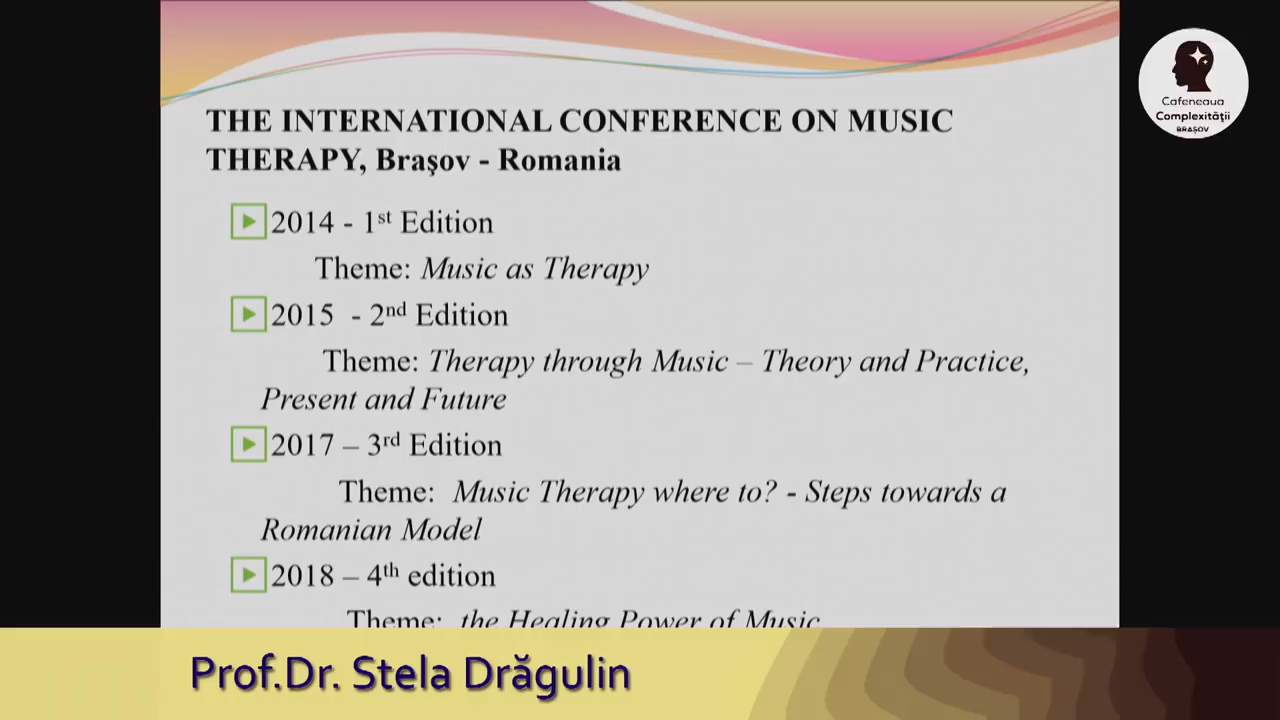 THE INTERNATIONAL CONFERENCE ON MUSIC
THERAPY, Braşov - Romania
2014 - 1st Edition
Theme: Music as Therapy
2015 - 2nd Edition
Theme: Therapy through Music – Theory and Practice,
Present and Future
2017 – 3rd Edition
Theme: Music Therapy where to? - Steps towards a
Romanian Model
2018 – 4th edition
Theme: the Healing Power of Music
Prof.Dr. Stela Drăgulin
Cafeneaua
Complexităţii
BRAŞOV